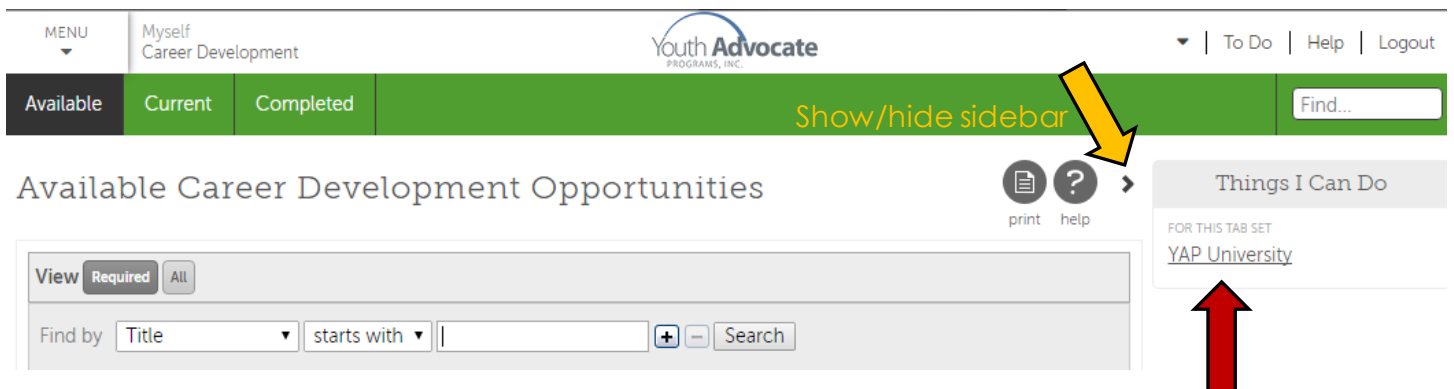 MENU
Myself
Career Development
Youth Advocate
PROGRAMS, INC.
To Do | Help | Logout
Available
Current
Completed
Show/hide sidebar
Find...
Available Career Development Opportunities
print
help
Things I Can Do
FOR THIS TAB SET
YAP University
View Required All
Find by Title starts with Search